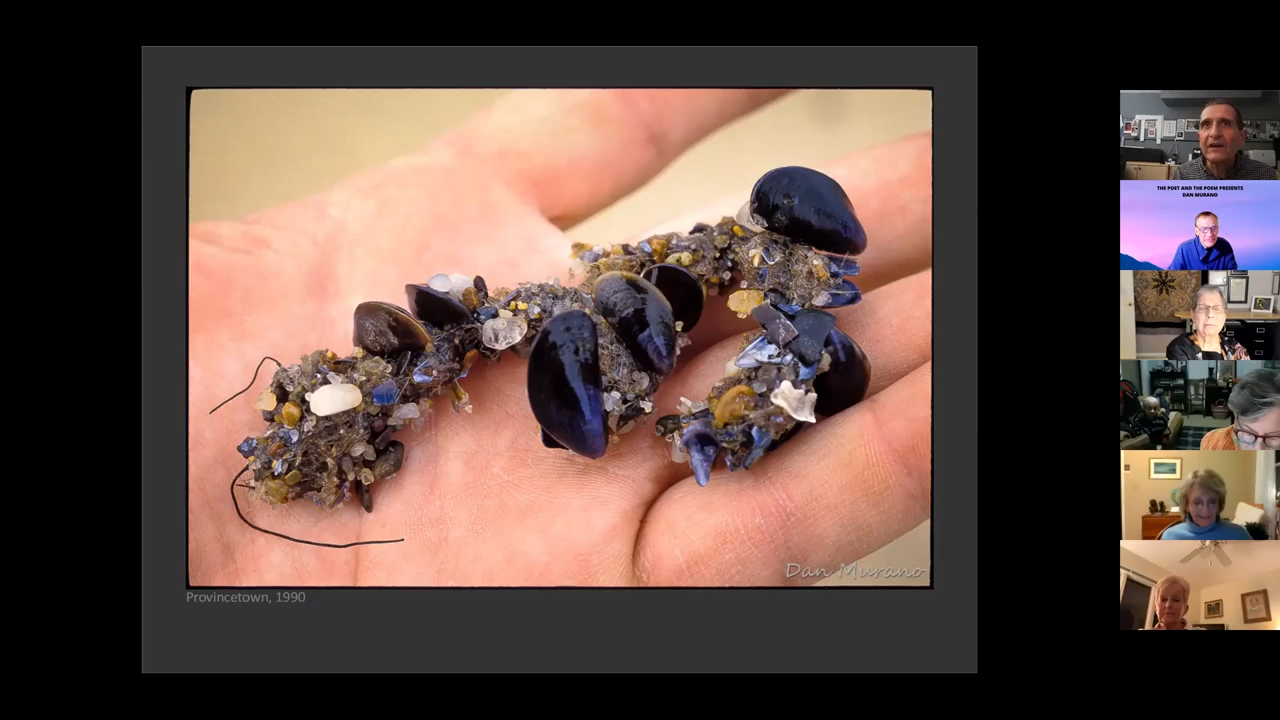 THE POET AND THE POEM PRESENTS
DAN MURANO
Dan Murano
Provincetown, 1990